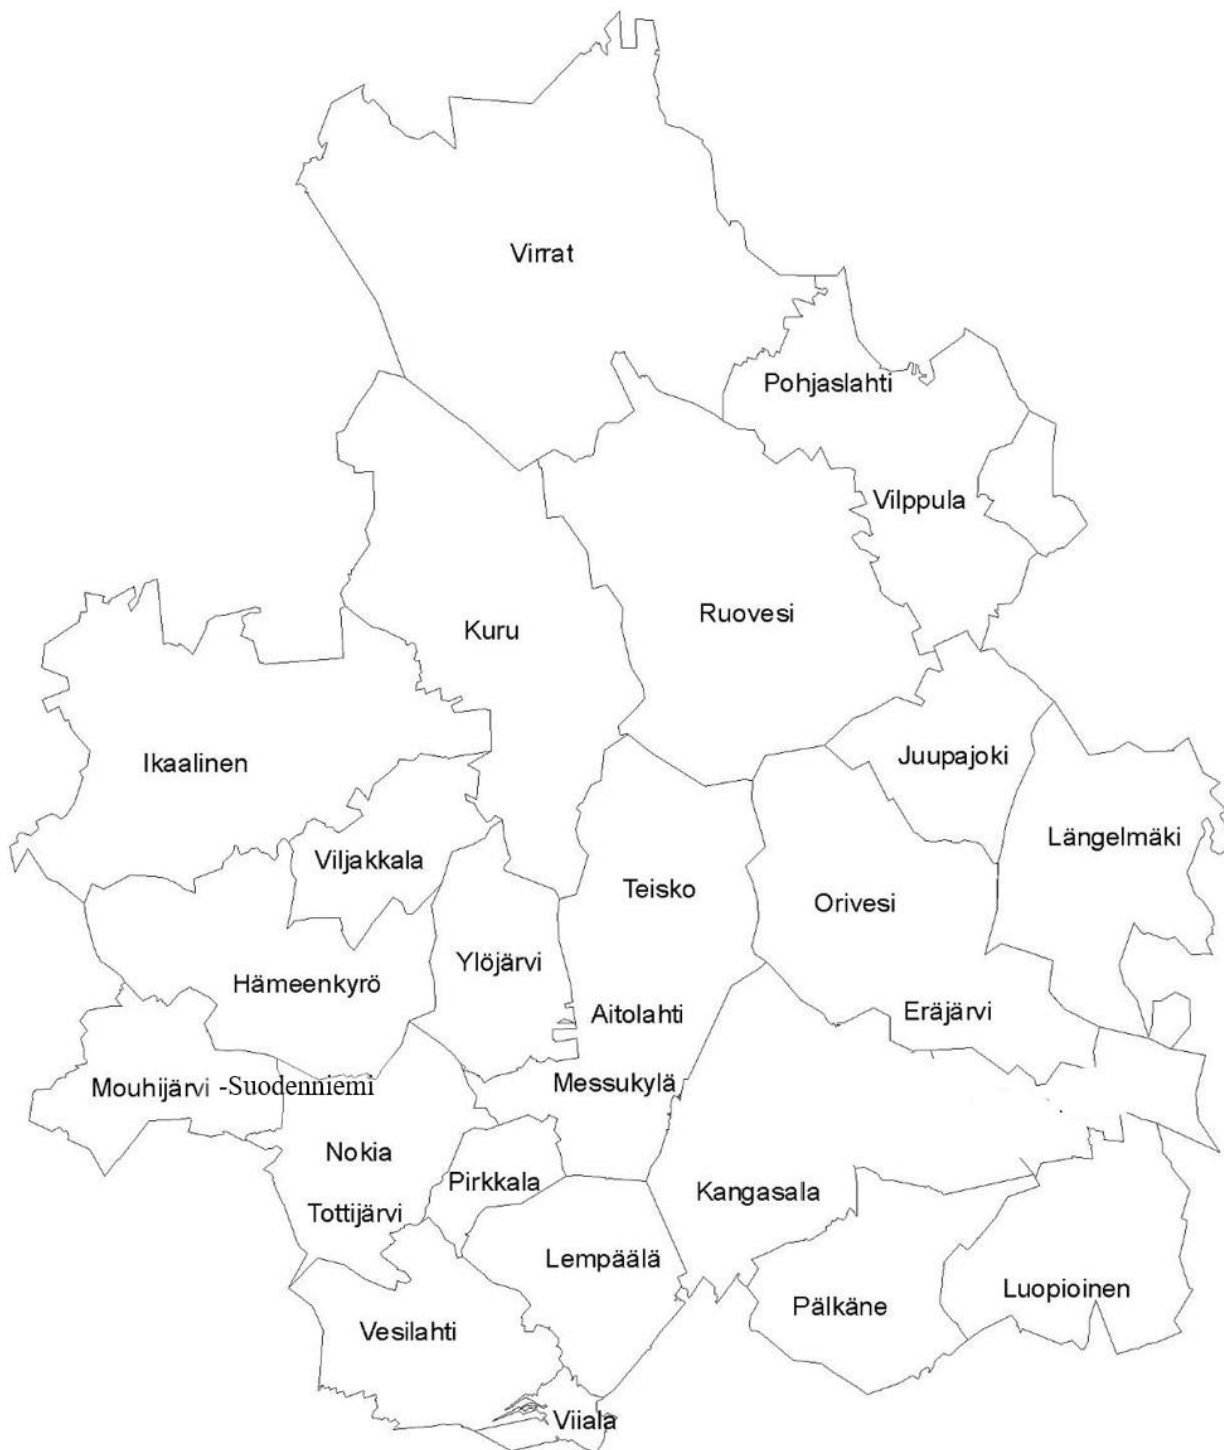 Virrat
Pohjaslahti
Vilppula
Ruovesi
Kuru
Ikaalinen
Juupajoki
Längelmäki
Viljakkala
Teisko
Orivesi
Ylöjärvi
Hämeenkyrö
Aitolahti
Eräjärvi
Messukylä
Mouhijärvi -Suodenniemi
Nokia
Pirkkala
Kangasala
Tottijärvi
Lempäälä
Luopioinen
Pälkäne
Vesilahti
Viiala